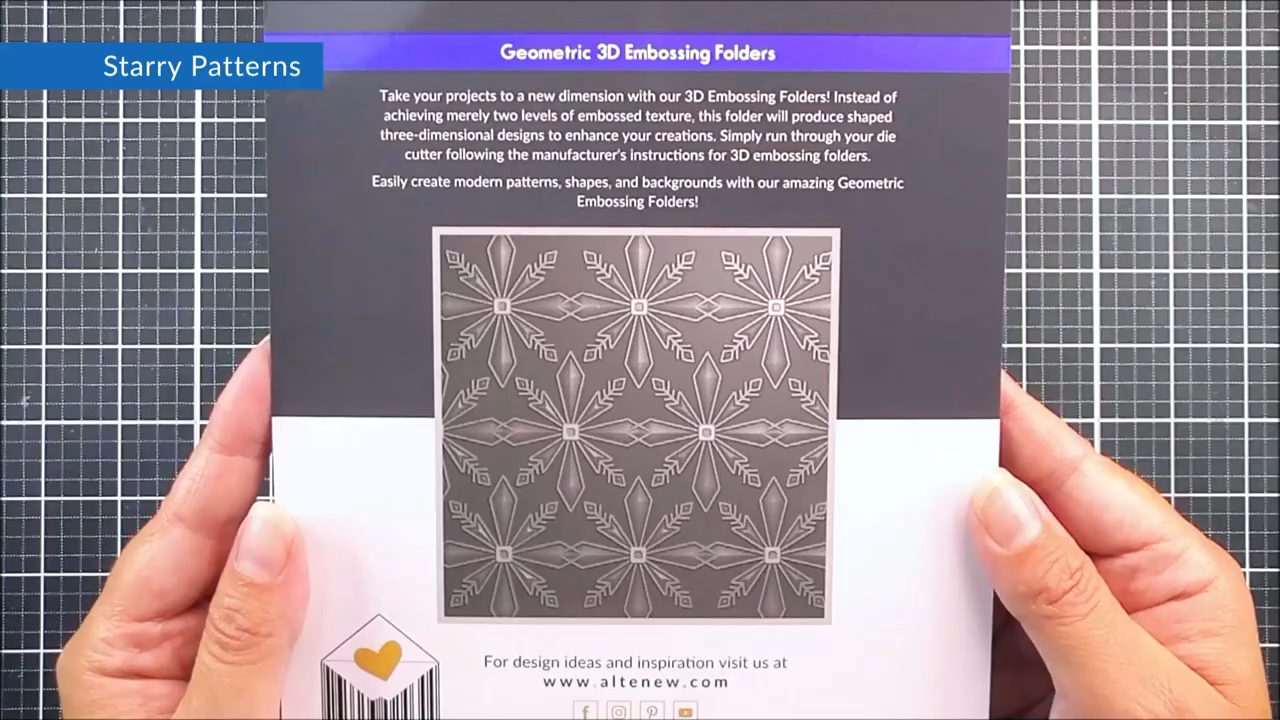 Starry Patterns
Geometric 3D Embossing Folders
Take your projects to a new dimension with our 3D Embossing Folders! Instead of
achieving merely two levels of embossed texture, this folder will produce shaped
three-dimensional designs to enhance your creations. Simply run through your die
cutter following the manufacturer's instructions for 3D embossing folders.
Easily create modern patterns, shapes, and backgrounds with our amazing Geometric
Embossing Folders!
For design ideas and inspiration visit us at
www.altenew.com